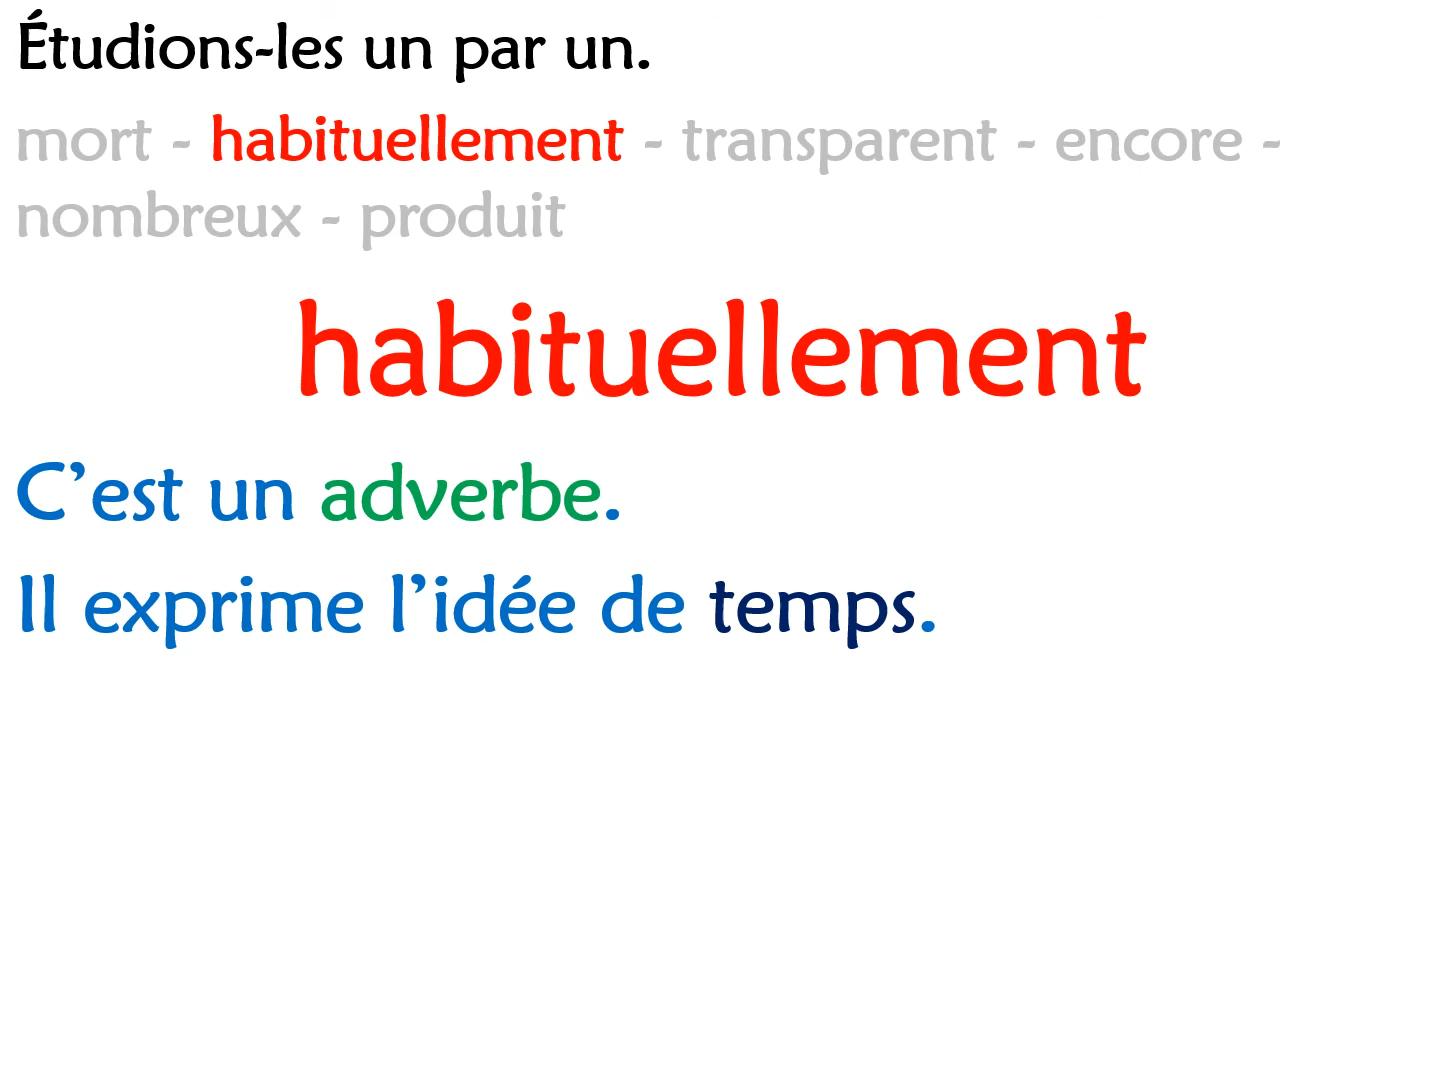 Étudions-les un par un.
mort - habituellement - transparent - encore -
nombreux - produit
habituellement
C’est un adverbe.
Il exprime l’idée de temps.